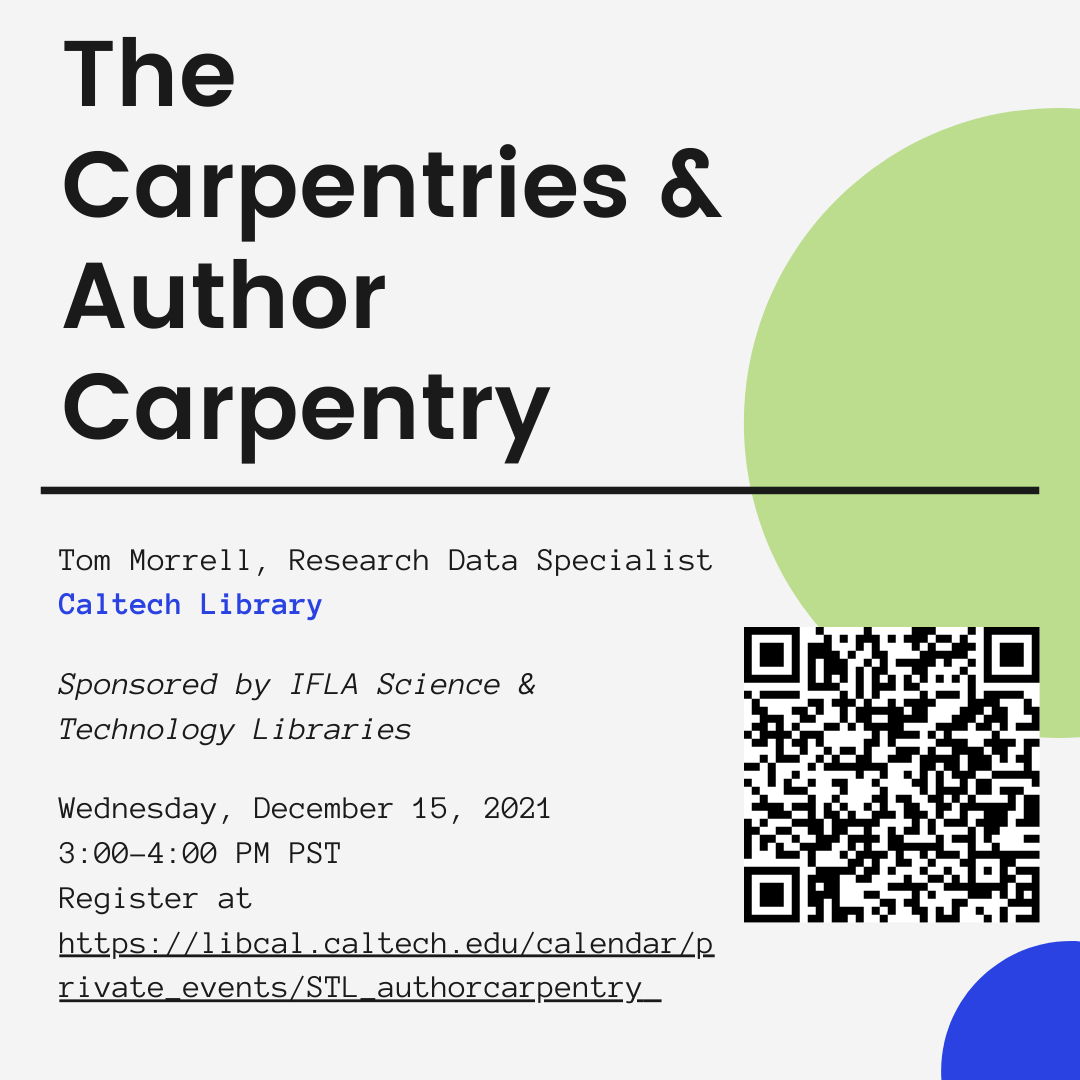 The
Carpentries &
Author
Carpentry
Tom Morrell, Research Data Specialist
Caltech Library
Sponsored by IFLA Science &
Technology Libraries
Wednesday, December 15, 2021
3:00–4:00 PM PST
Register at
https://libcal.caltech.edu/calendar/p
rivate_events/STL_authorcarpentry